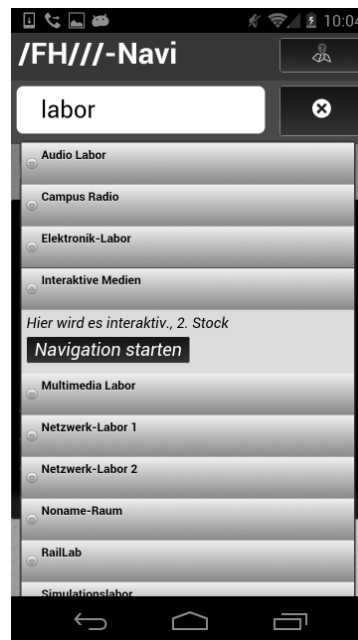 10:04
/FH///-Navi
labor
Audio Labor
Campus Radio
Elektronik-Labor
Interaktive Medien
Hier wird es interaktiv., 2. Stock
Navigation starten
Multimedia Labor
Netzwerk-Labor 1
Netzwerk-Labor 2
Noname-Raum
RailLab
Simulationslabor